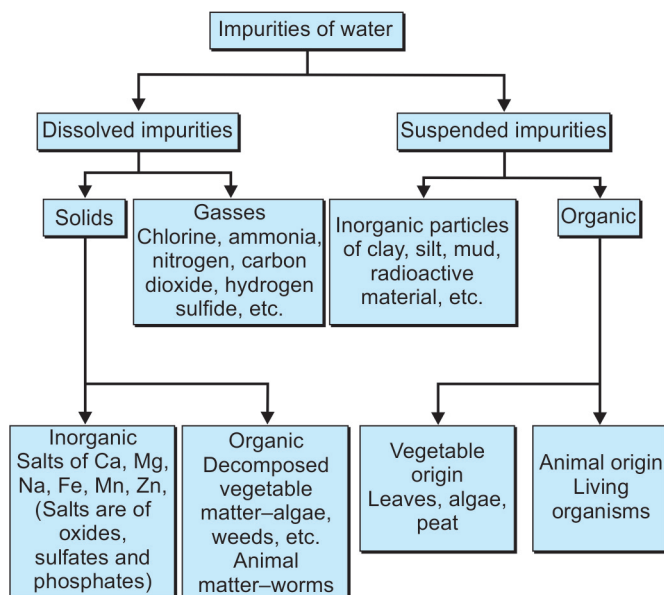 Impurities of water
Dissolved impurities
Suspended impurities
Solids
Gasses
Chlorine, ammonia,
nitrogen, carbon
dioxide, hydrogen
sulfide, etc.
Inorganic particles
of clay, silt, mud,
radioactive
material, etc.
Organic
Inorganic
Salts of Ca, Mg,
Na, Fe, Mn, Zn,
(Salts are of
oxides,
sulfates and
phosphates)
Organic
Decomposed
vegetable
matter–algae,
weeds, etc.
Animal
matter–worms
Vegetable
origin
Leaves, algae,
peat
Animal origin
Living
organisms